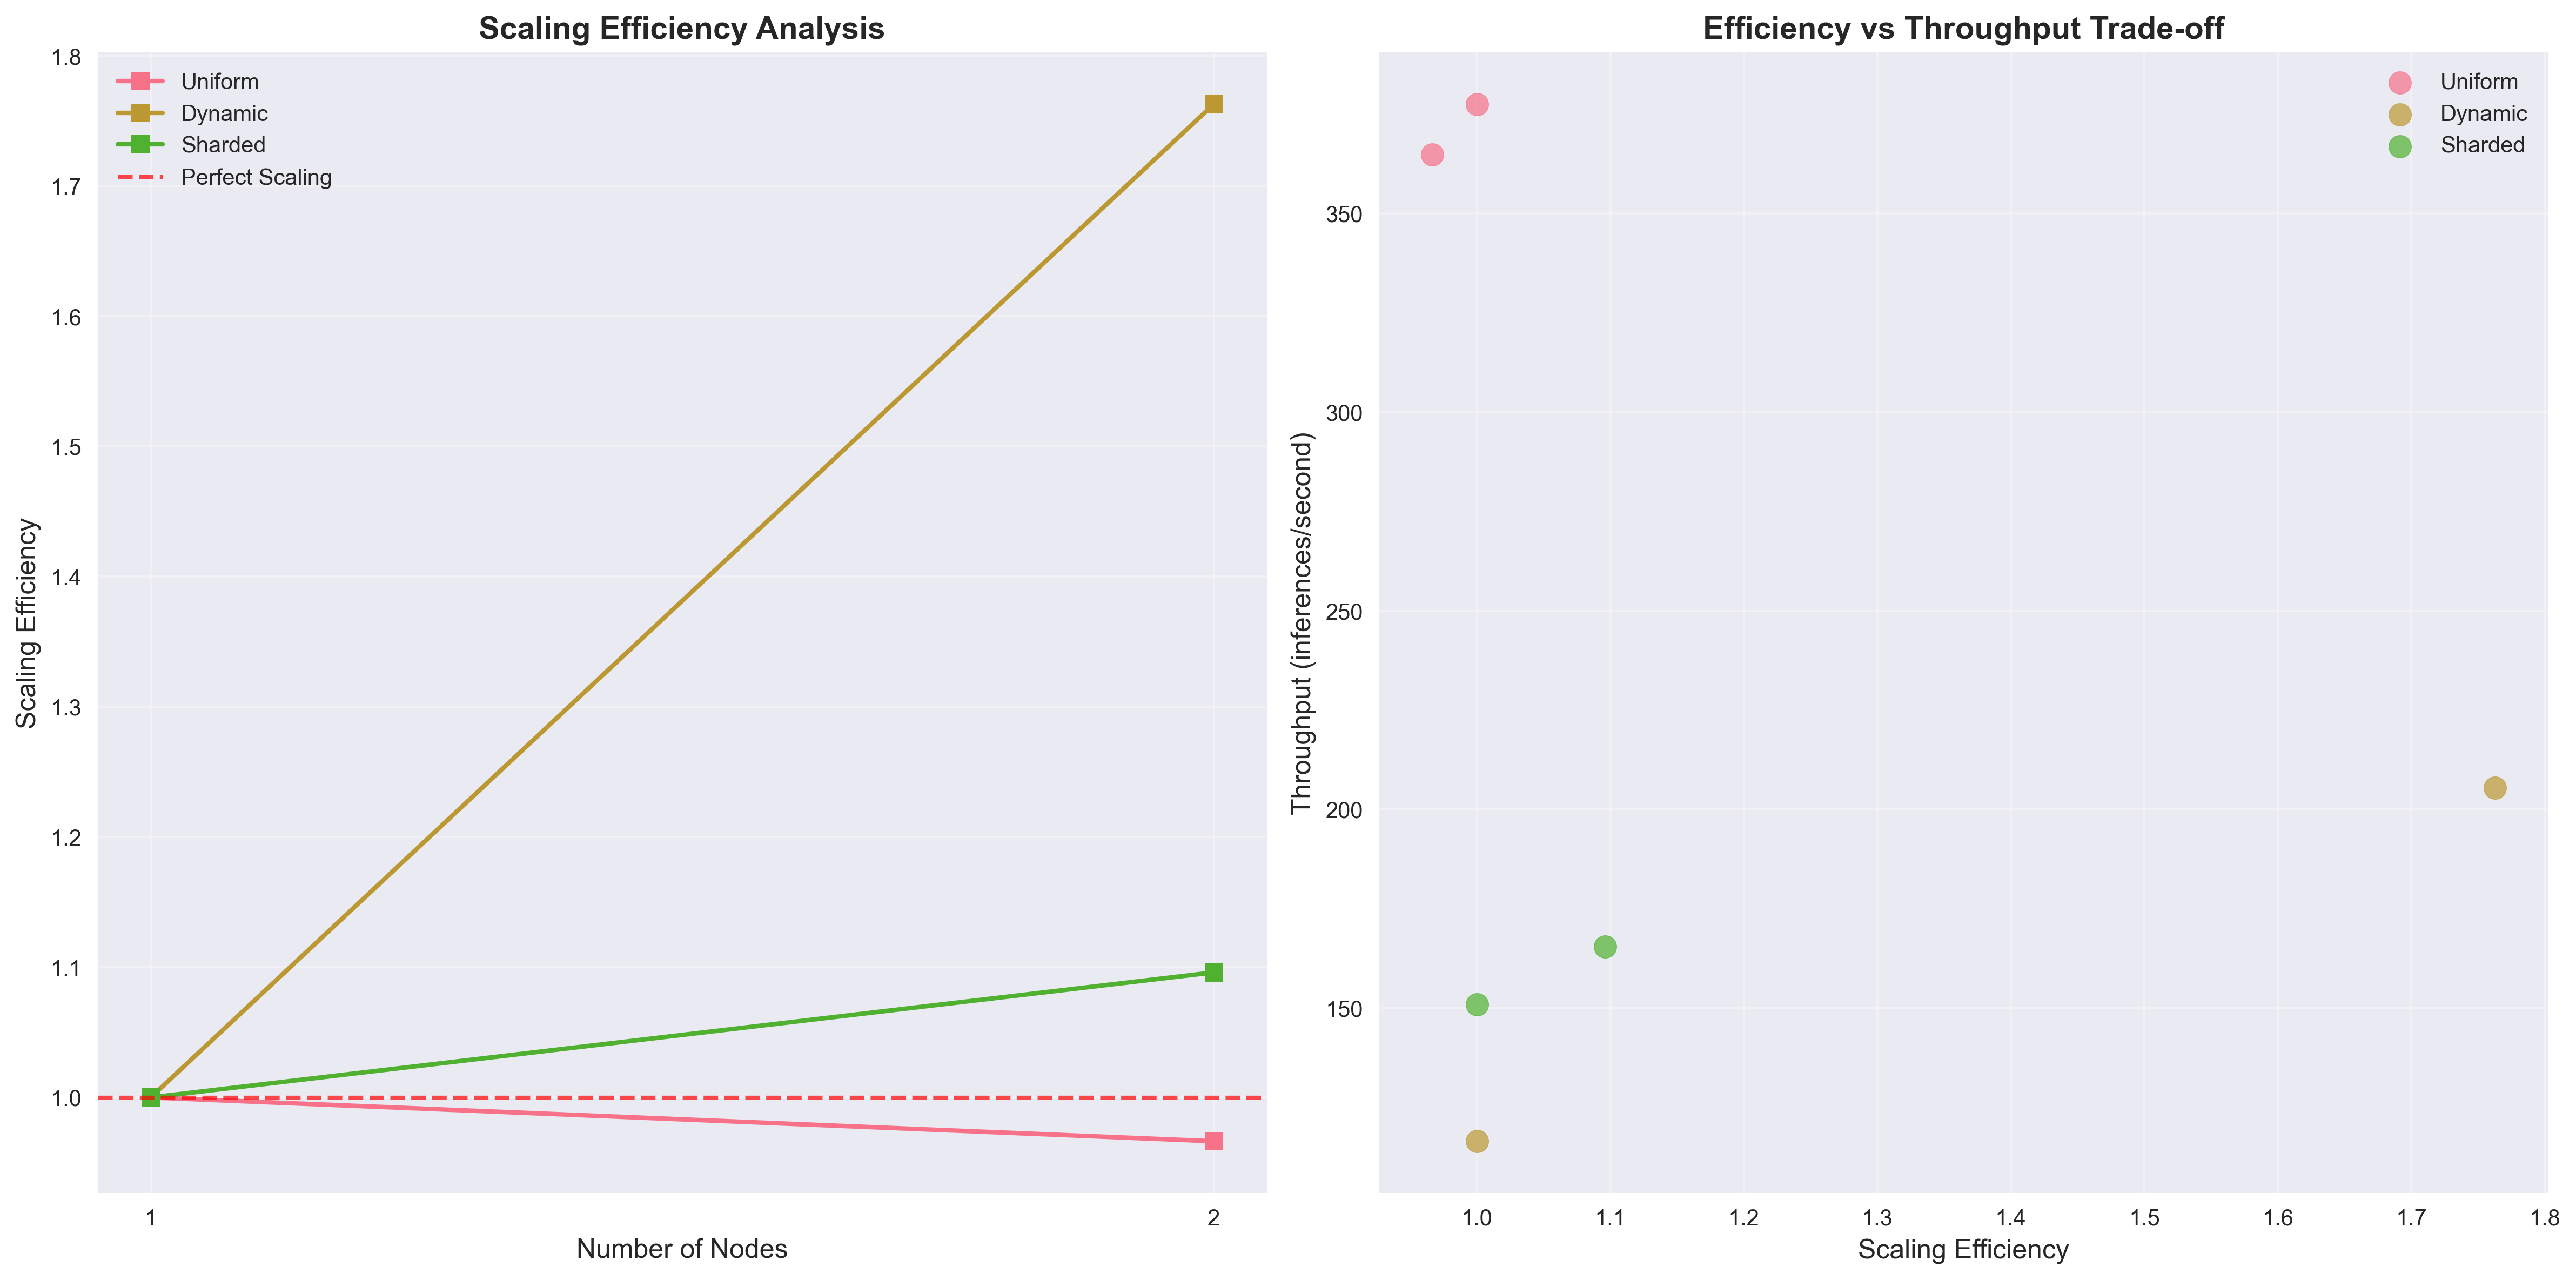 Scaling Efficiency Analysis
1.8
1.7
1.6
1.5
1.4
1.3
1.2
1.1
1.0
Scaling Efficiency
Uniform
Dynamic
Sharded
Perfect Scaling
1
2
Number of Nodes
Efficiency vs Throughput Trade-off
350
300
250
200
150
Throughput (inferences/second)
Uniform
Dynamic
Sharded
1.0
1.1
1.2
1.3
1.4
1.5
1.6
1.7
1.8
Scaling Efficiency